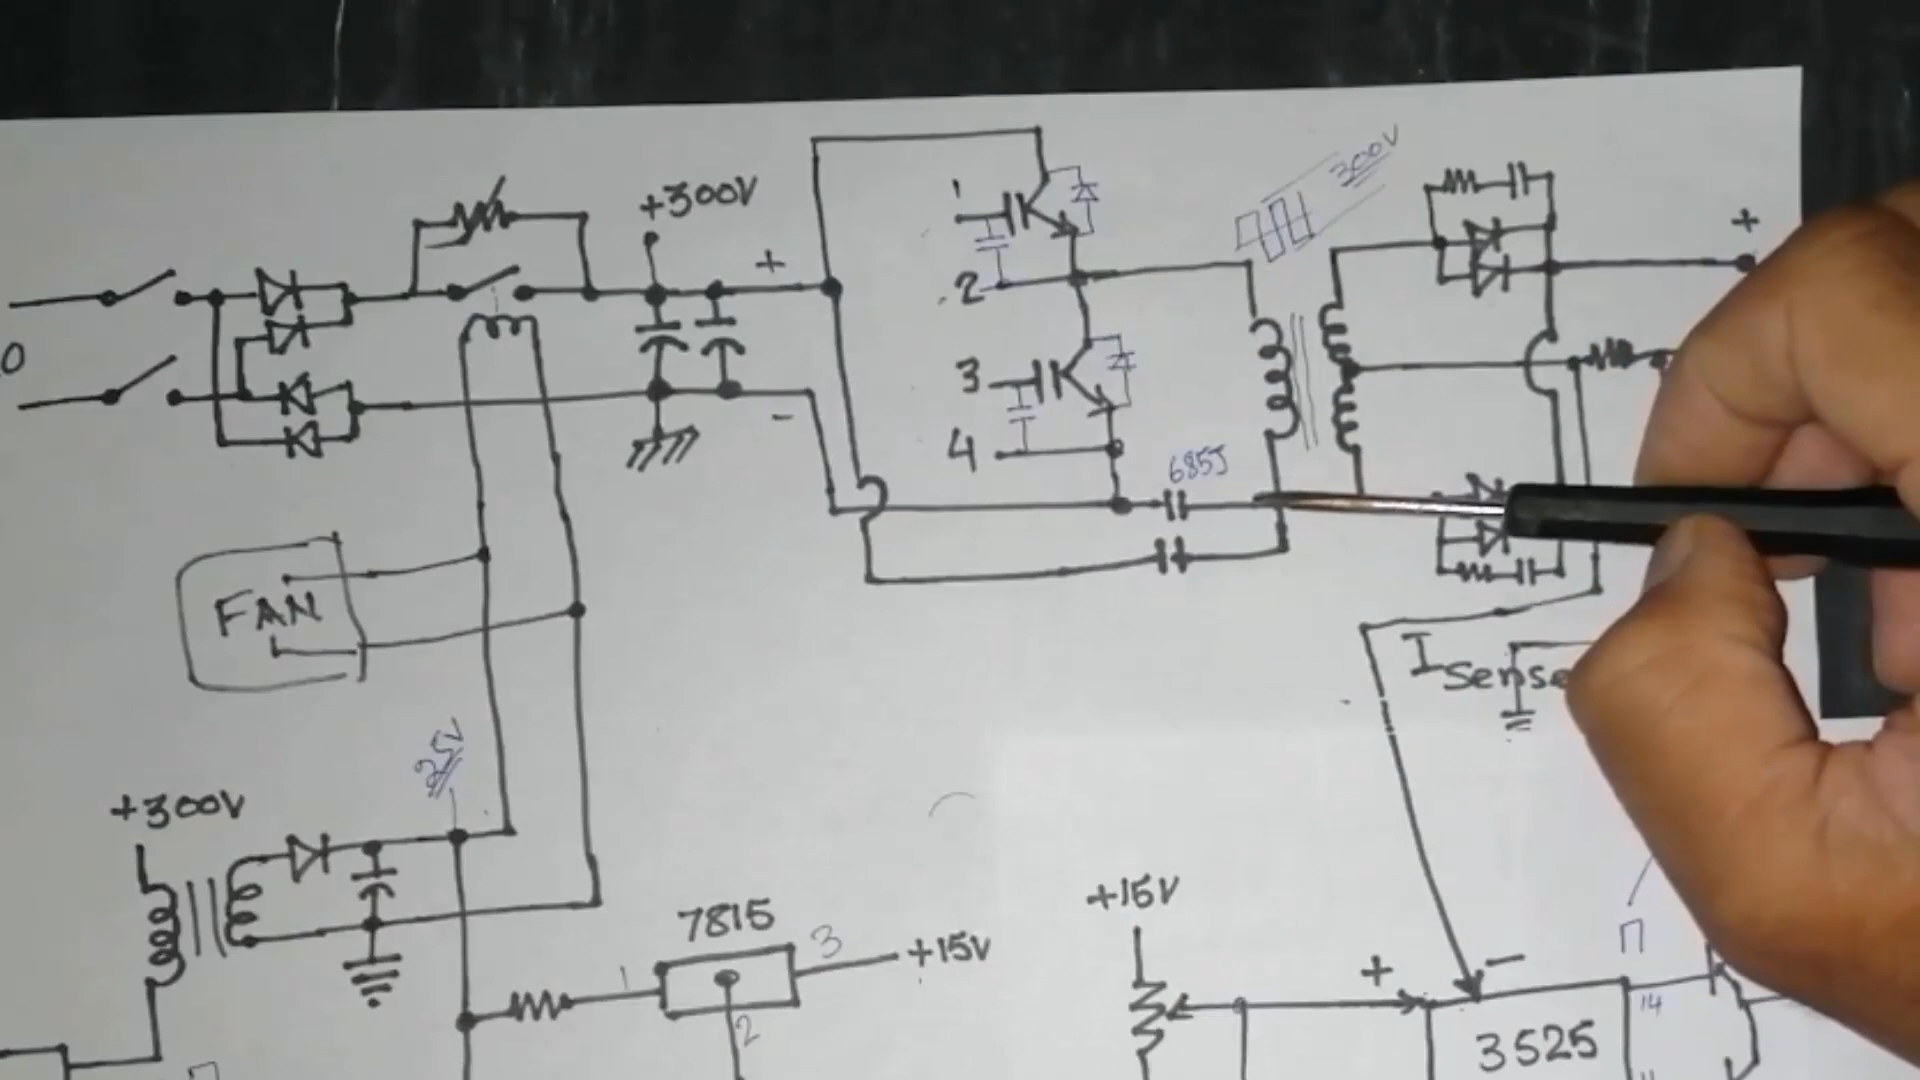 +300V
300V
+
+
1
2
3
4
0
-
685J
FAN
I sense
25V
+300V
+15V
7815
1
3
2
+15V
+
-
14
3525